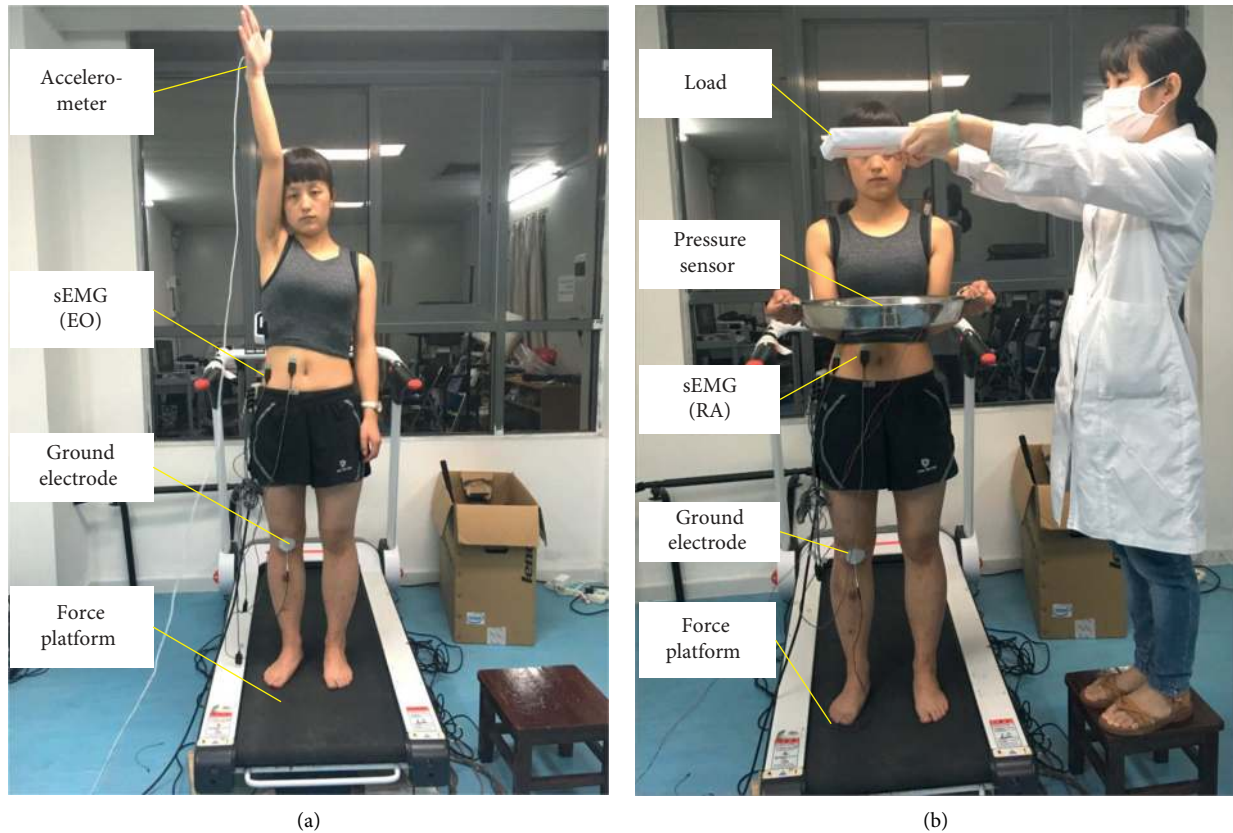 Accelero-
meter
sEMG
(EO)
Ground
electrode
Force
platform
(a)
Load
Pressure
sensor
sEMG
(RA)
Ground
electrode
Force
platform
(b)